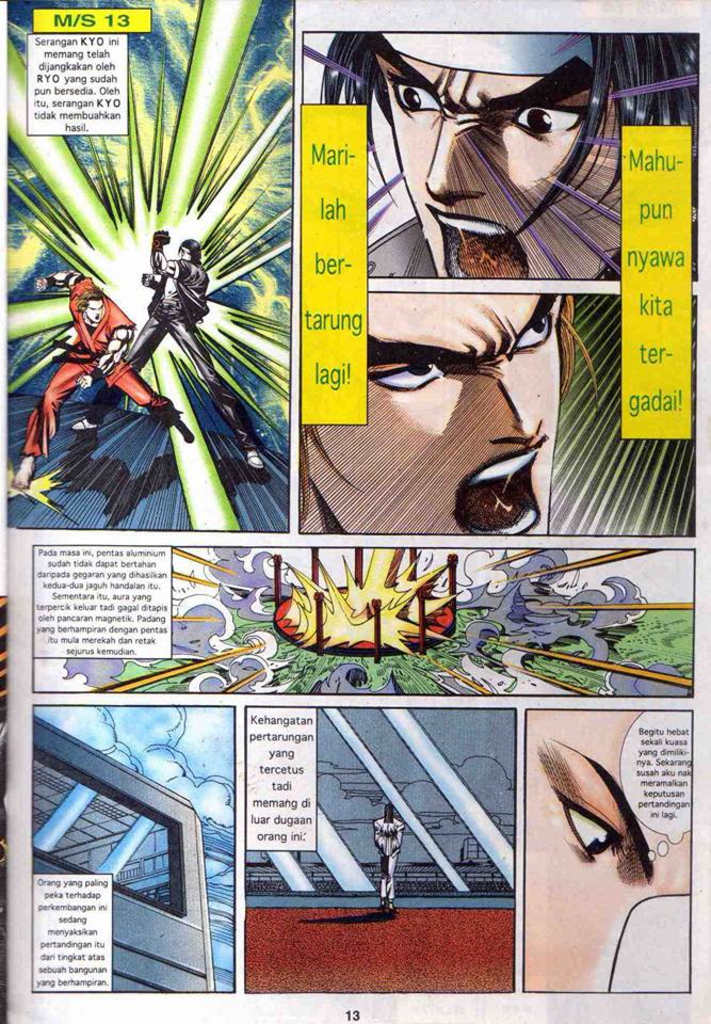 M/S 13
Serangan KYO ini
memang telah
dijangkakan oleh
RYO yang sudah
pun bersedia. Oleh
itu, serangan KYO
tidak membuahkan
hasil.
Mari-
lah
ber-
tarung
lagi!
Mahu-
pun
nyawa
kita
ter-
gadai!
Pada masa ini, pentas aluminium
sudah tidak dapat bertahan
daripada gegaran yang dihasilkan
kedua-dua jaguh handalan itu.
Sementara itu, aura yang
terpercik keluar tadi gagal ditapis
oleh pancaran magnetik. Padang
yang berhampiran dengan pentas
itu mula merekah dan retak
sejurus kemudian.
Orang yang paling
peka terhadap
perkembangan ini
sedang
menyaksikan
pertandingan itu
dari tingkat atas
sebuah bangunan
yang berhampiran.
Kehangatan
pertarungan
yang
tercetus
tadi
memang di
luar dugaan
orang ini.
Begitu hebat
sekali kuasa
yang dimiliki-
nya. Sekarang
susah aku nak
meramalkan
keputusan
pertandingan
ini lagi.
13